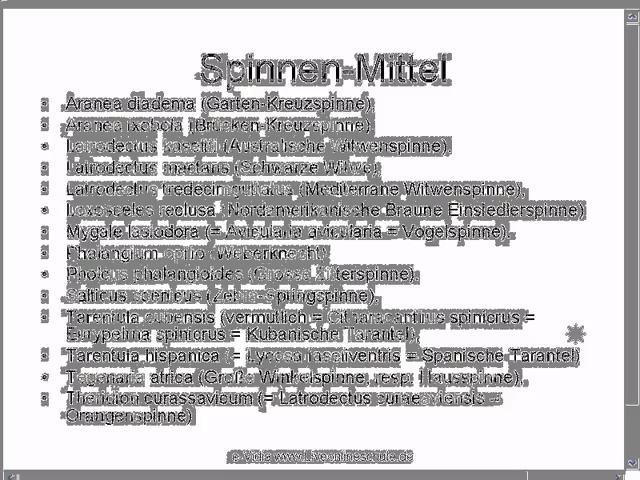 Spinnen-Mittel
Aranea diadema (Garten-Kreuzspinne)
Aranea ixobola (Brücken-Kreuzspinne)
Latrodectus hasselti (Australische Witwenspinne)
Latrodectus mactans (Schwarze Witwe)
Latrodectus tredecimguttatus (Mediterrane Witwenspinne)
Loxosceles reclusa (Nordamerikanische Braune Einsiedlerspinne)
Mygale lasiodora (= Avicularia avicularia = Vogelspinne)
Phalangium opilio (Weberknecht)
Pholcus phalangioides (Grosse Zitterspinne)
Salticus scenicus (Zebra-Springspinne)
Tarentula cubensis (vermutlich = Citharacanthus spinicrus =
Eurypelma spinicrus = Kubanische Tarantel)
Tarentula hispanica (= Lycosa fasciiventris = Spanische Tarantel)
Tegenaria atrica (Große Winkelspinne, resp. Hausspinne)
Theridion curassavicum (= Latrodectus =
Orangenspinne)